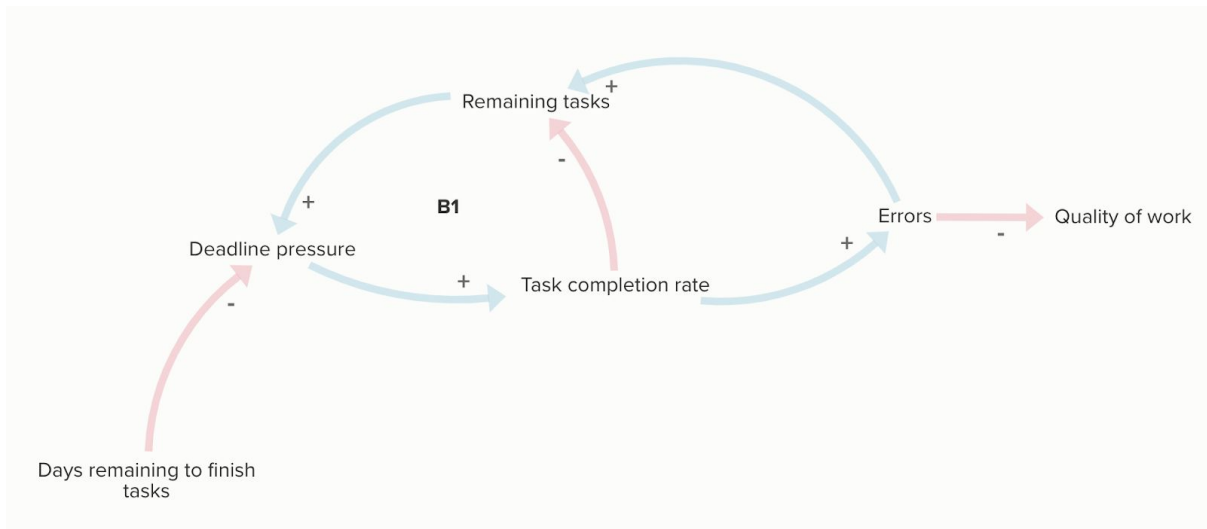 +
Remaining tasks
-
+
B1
Errors
Quality of work
-
+
Deadline pressure
+
Task completion rate
-
Days remaining to finish
tasks